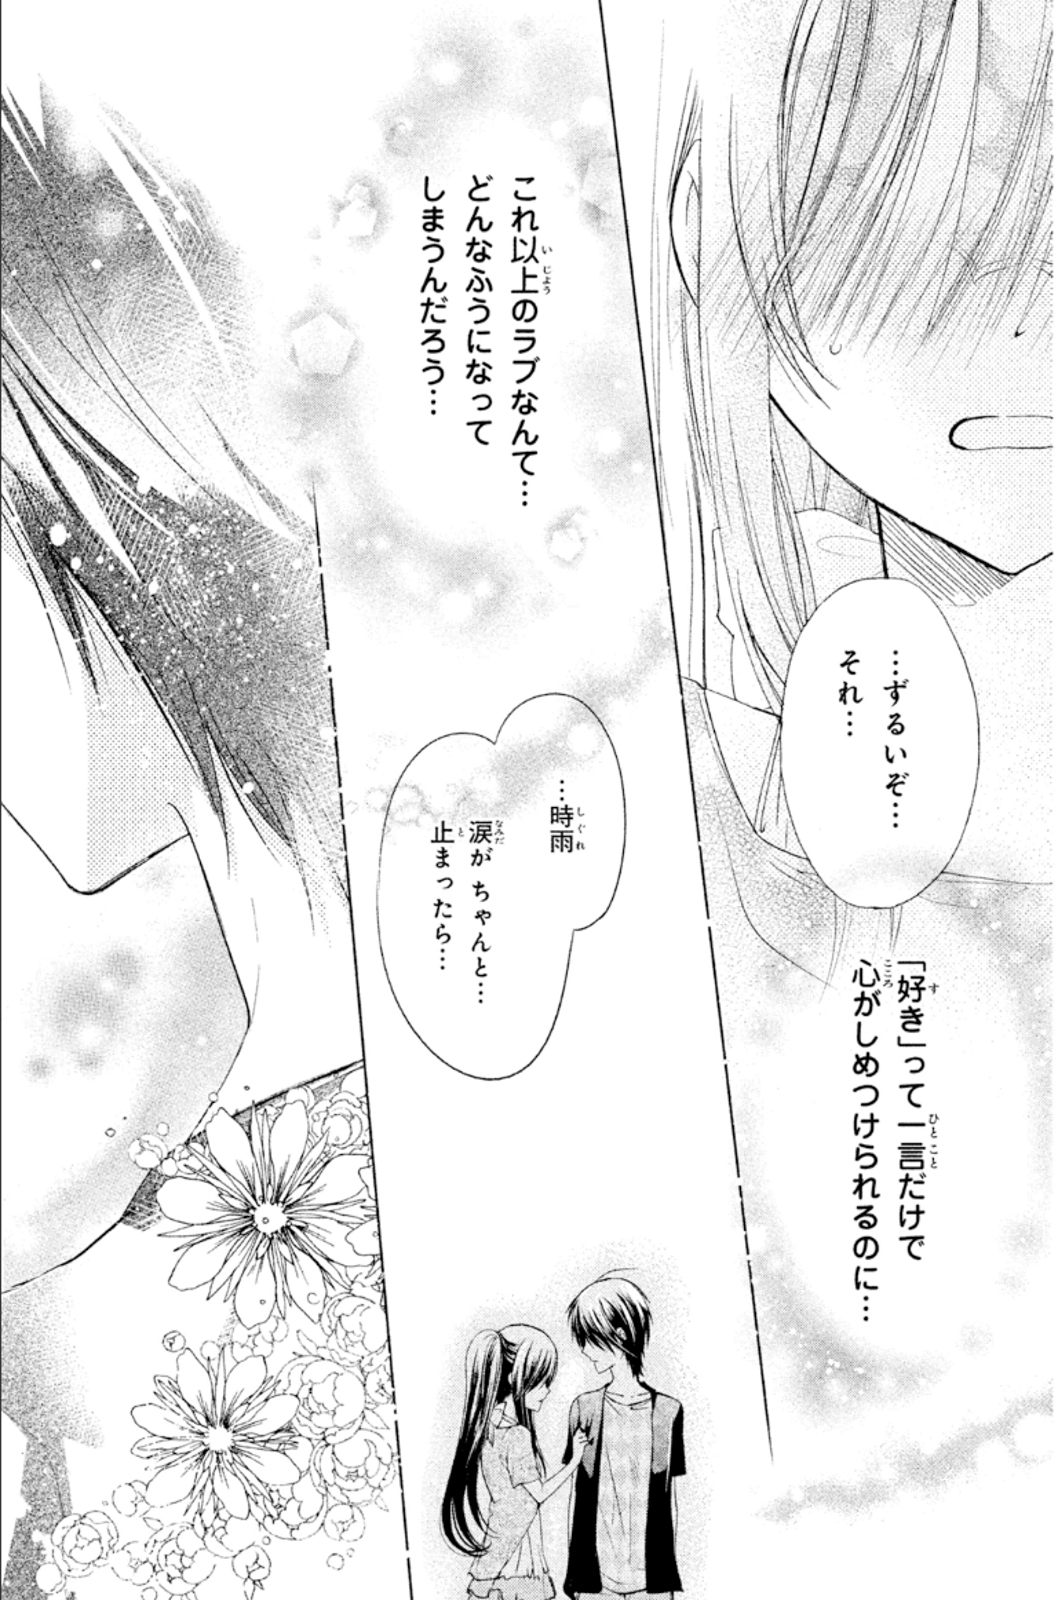 …ずるいぞ…
それ…
「好き」って一言だけで
心がしめつけられるのに…
これ以上のラブなんて…
どんなふうになって
しまうんだろう…
…時雨
涙が ちゃんと…
止まったら…